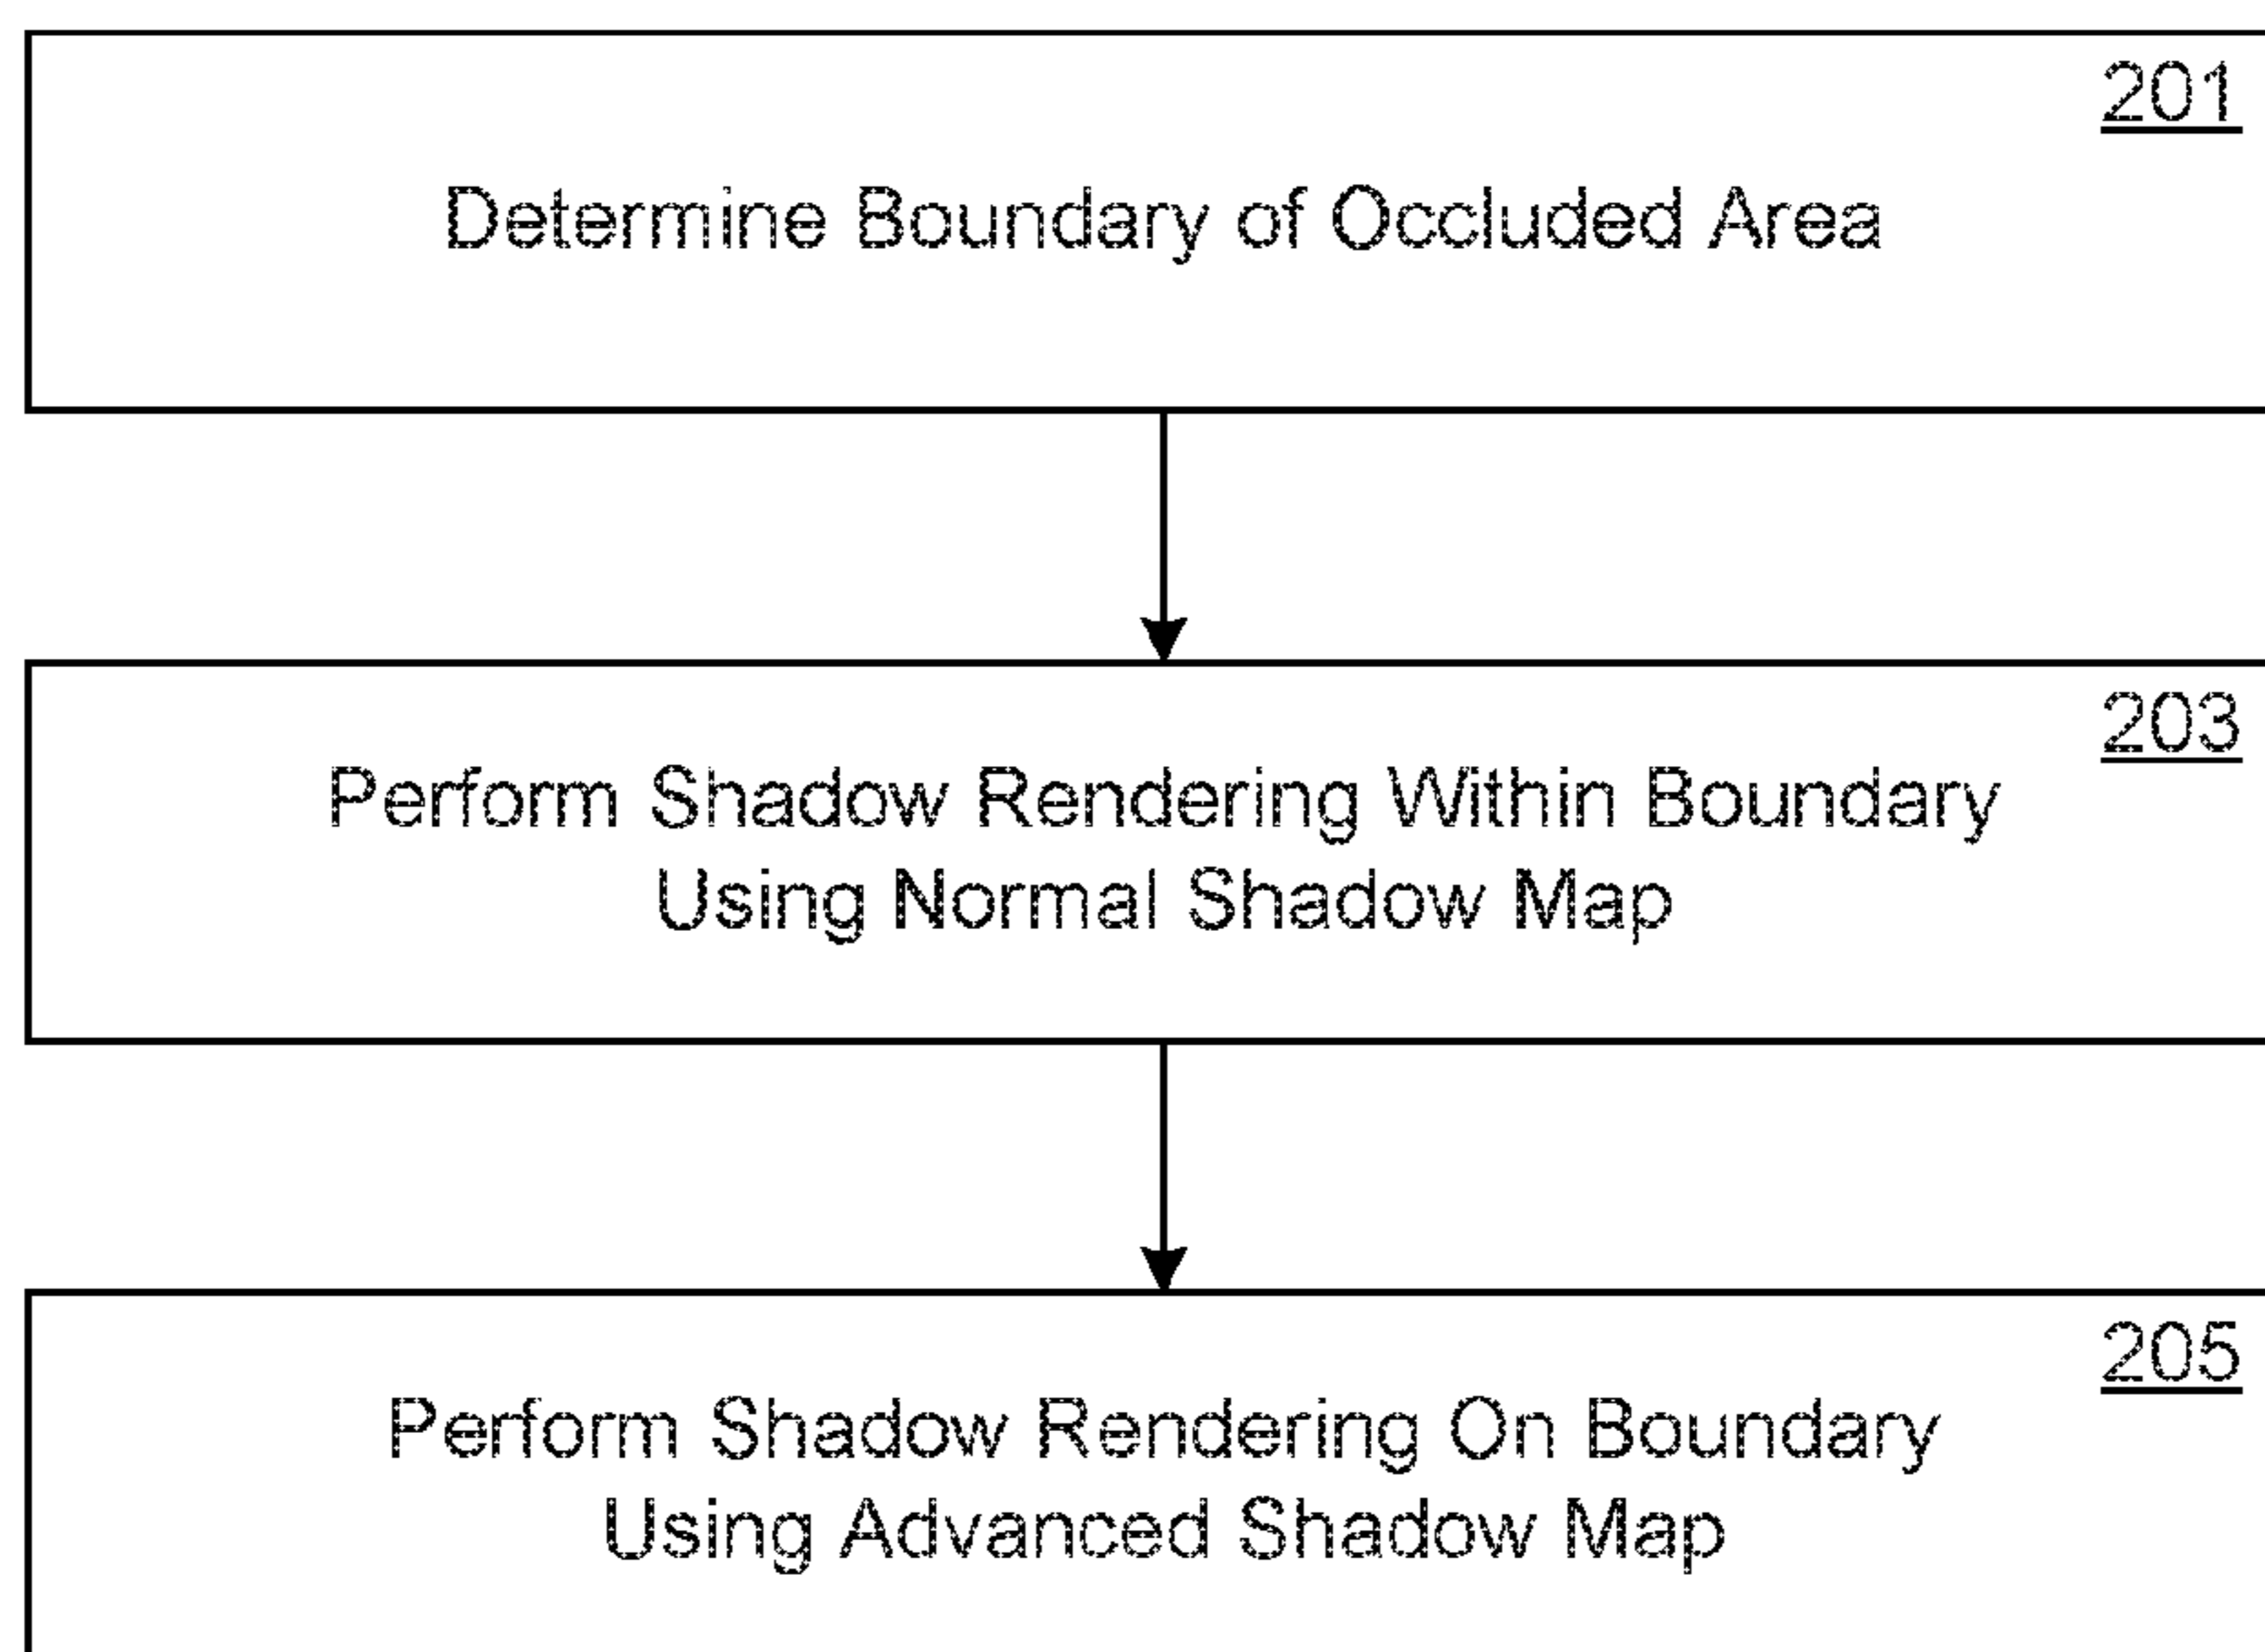 201
Determine Boundary of Occluded Area
203
Perform Shadow Rendering Within Boundary
Using Normal Shadow Map
205
Perform Shadow Rendering On Boundary
Using Advanced Shadow Map